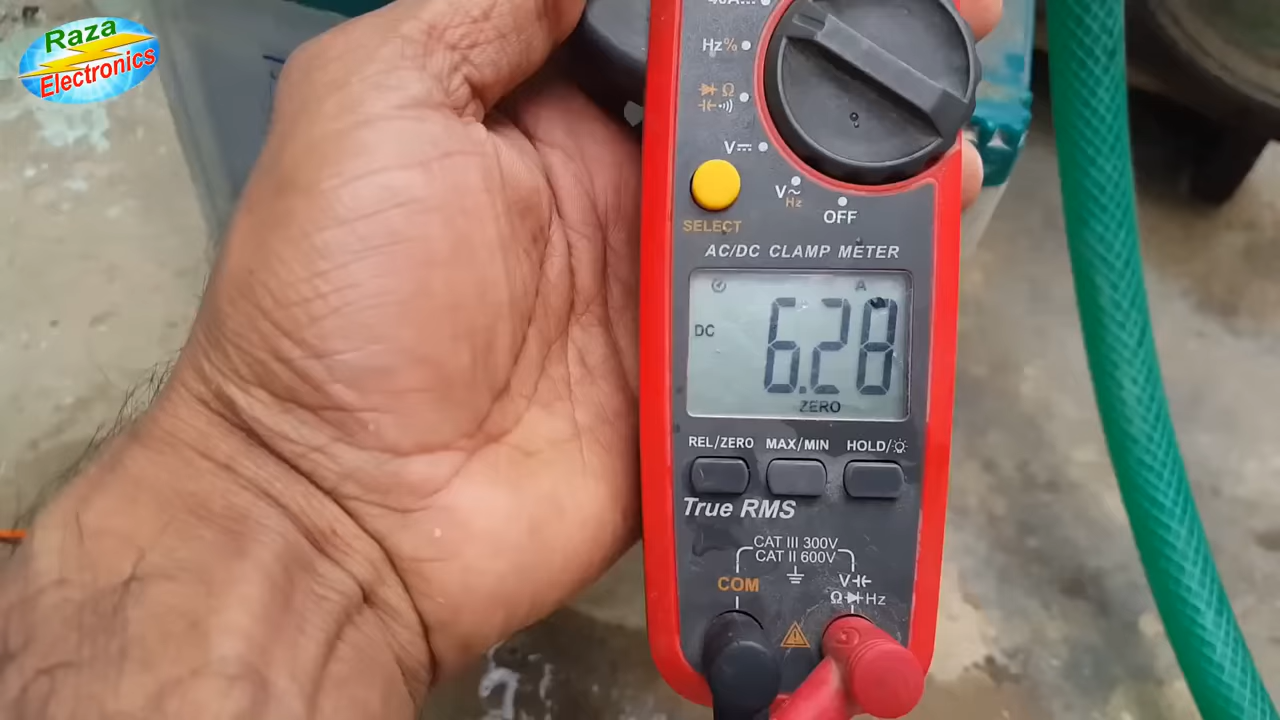 Raza
Electronics
40A
Hz%
Ω
V
V~
Hz
OFF
SELECT
AC/DC CLAMP METER
A
DC
6.28
ZERO
REL/ZERO MAX/MIN HOLD/
True RMS
CAT III 300V
CAT II 600V
COM
V
Ω Hz